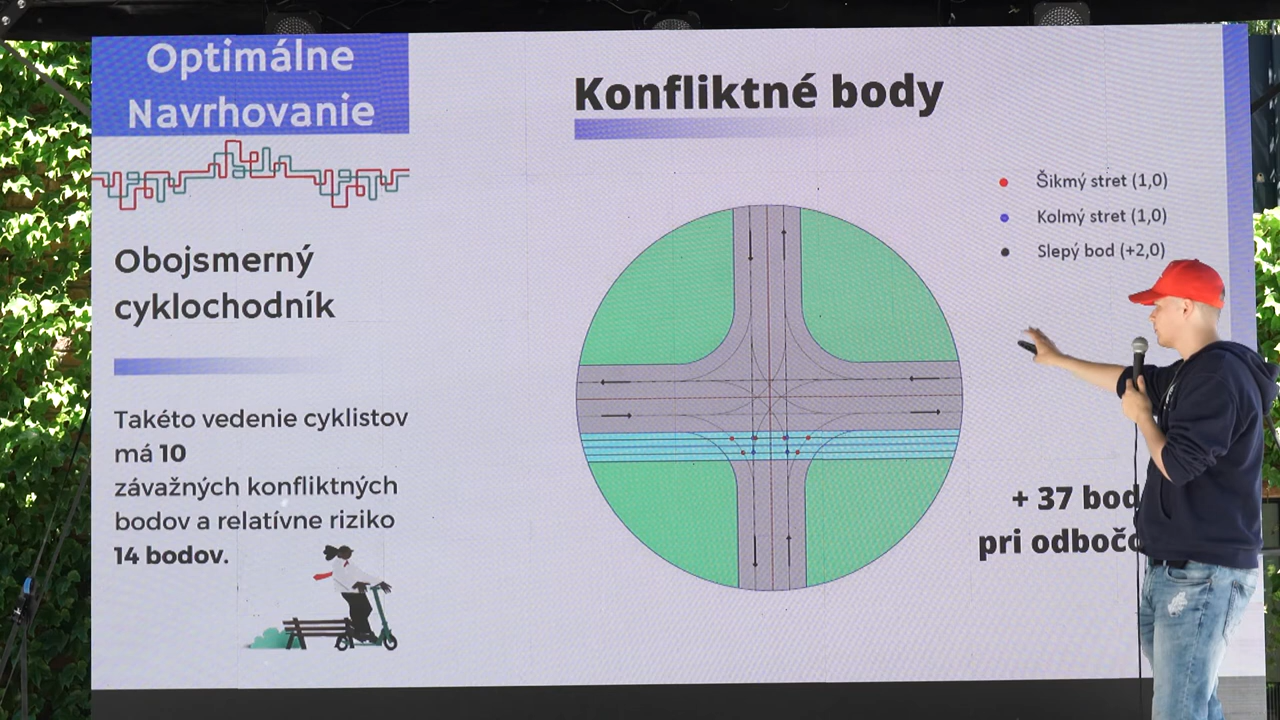 Optimálne
Navrhovanie
Konfliktné body
Šikmý stret (1,0)
Kolmý stret (1,0)
Slepý bod (+2,0)
Obojsmerný
cyklochodník
Takéto vedenie cyklistov
má 10
závažných konfliktných
bodov a relatívne riziko
14 bodov.
+ 37
pri